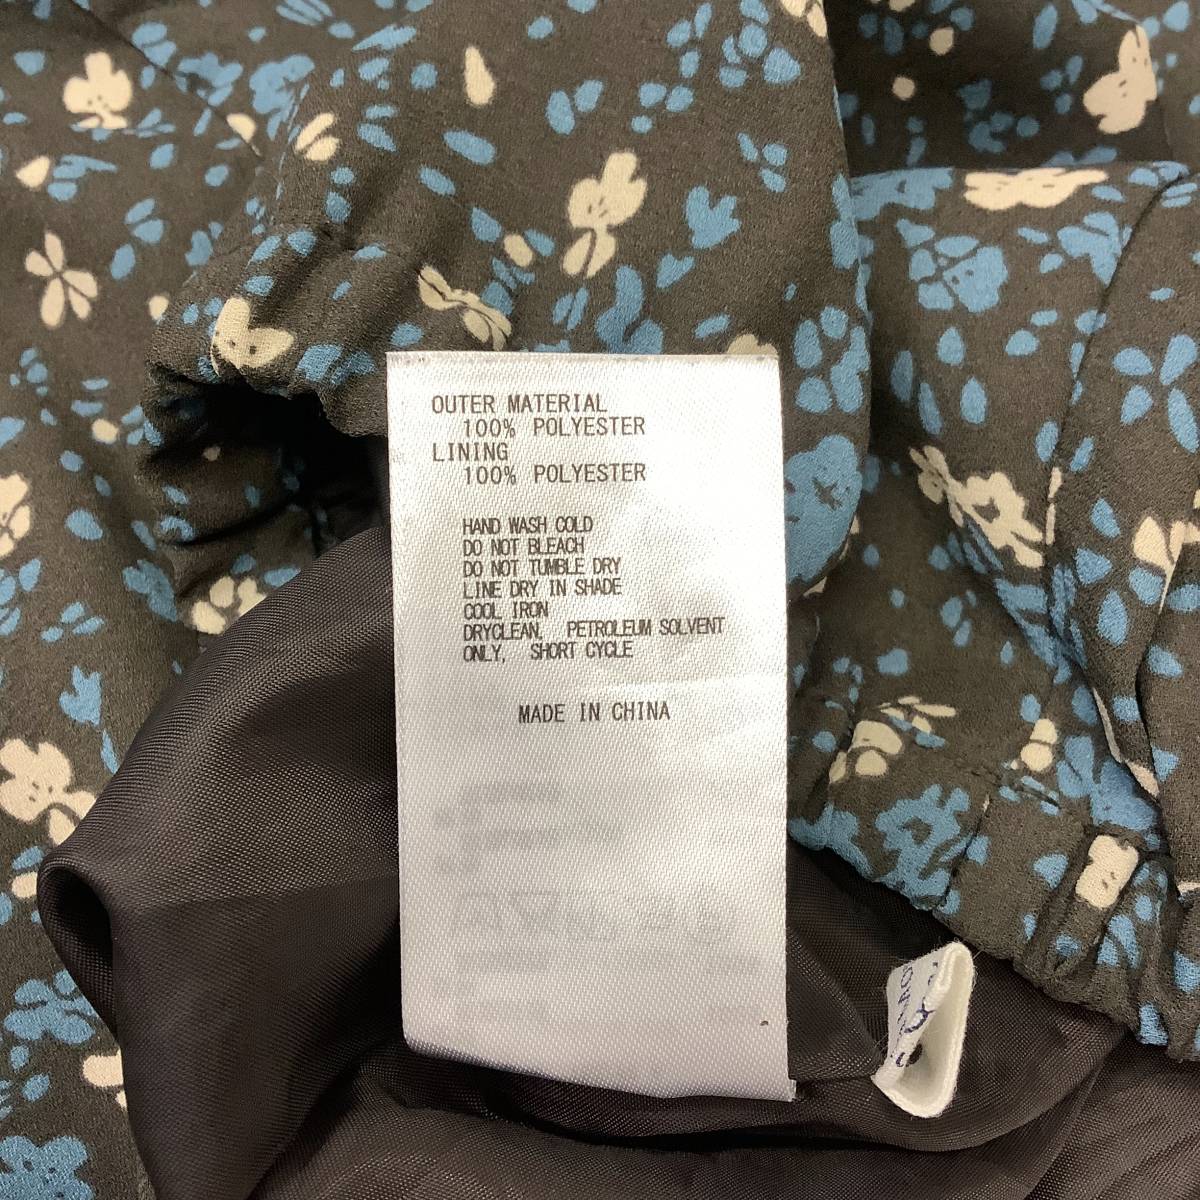 OUTER MATERIAL
100% POLYESTER
LINING
100% POLYESTER
HAND WASH COLD
DO NOT BLEACH
DO NOT TUMBLE DRY
LINE DRY IN SHADE
COOL IRON
DRYCLEAN, PETROLEUM SOLVENT
ONLY, SHORT CYCLE
MADE IN CHINA